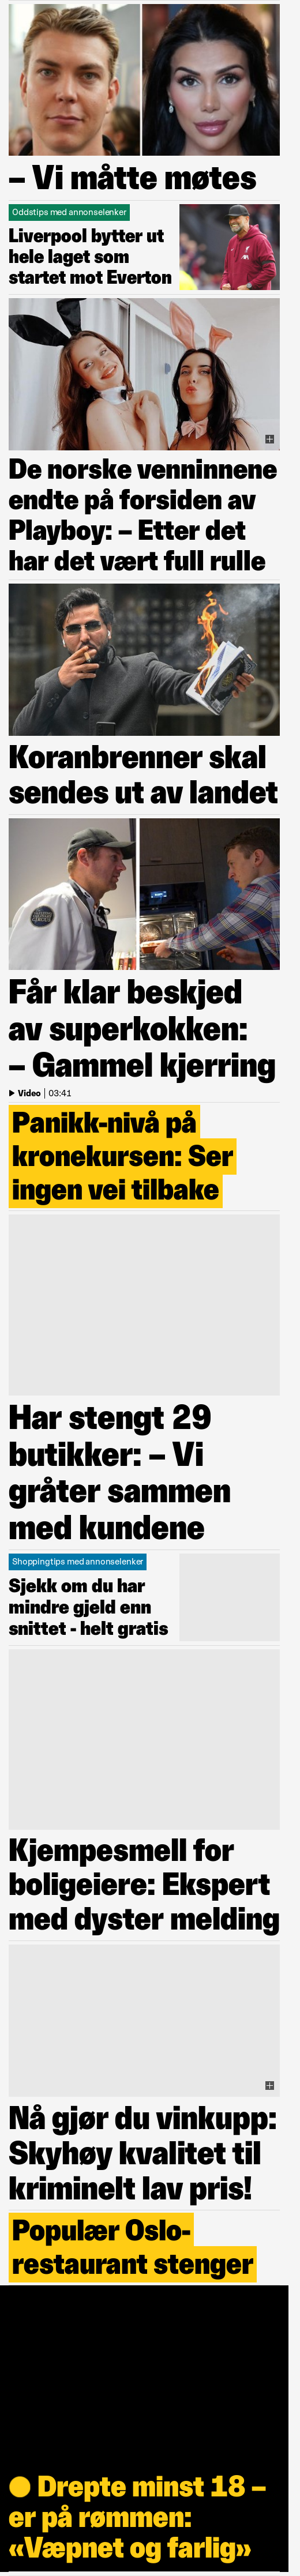 – Vi måtte møtes
Oddstips med annonselenker
Liverpool bytter ut
hele laget som
startet mot Everton
De norske venninnene
endte på forsiden av
Playboy: – Etter det
har det vært full rulle
Koranbrenner skal
sendes ut av landet
Får klar beskjed
av superkokken:
– Gammel kjerring
Video | 03:41
Panikk-nivå på
kronekursen: Ser
ingen vei tilbake
Har stengt 29
butikker: – Vi
gråter sammen
med kundene
Shoppingtips med annonselenker
Sjekk om du har
mindre gjeld enn
snittet - helt gratis
Kjempesmell for
boligeiere: Ekspert
med dyster melding
Nå gjør du vinkupp:
Skyhøy kvalitet til
kriminelt lav pris!
Populær Oslo-
restaurant stenger
Drepte minst 18 –
er på rømmen:
«Væpnet og farlig»